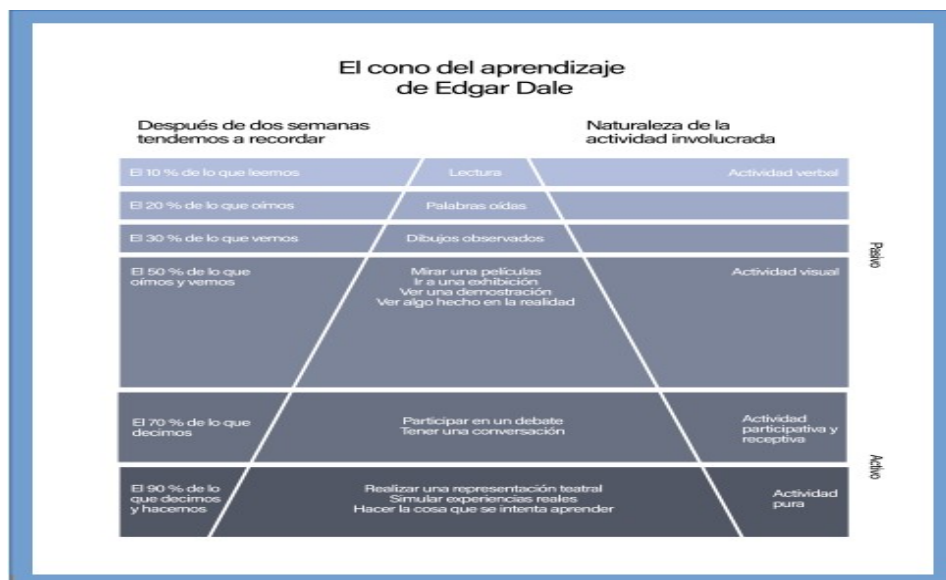 El cono del aprendizaje
de Edgar Dale
Después de dos semanas
tendemos a recordar
Naturaleza de la
actividad involucrada
El 10 % de lo que leemos
Lectura
Actividad verbal
El 20 % de lo que oímos
Palabras oídas
El 30 % de lo que vemos
Dibujos observados
El 50 % de lo que
oímos y vemos
Mirar una películas
Ir a una exhibición
Ver una demostración
Ver algo hecho en la realidad
Actividad visual
Pasivo
El 70 % de lo que
decimos
Participar en un debate
Tener una conversación
Actividad
participativa y
receptiva
Activo
El 90 % de lo
que decimos
y hacemos
Realizar una representación teatral
Simular experiencias reales
Hacer la cosa que se intenta aprender
Actividad
pura